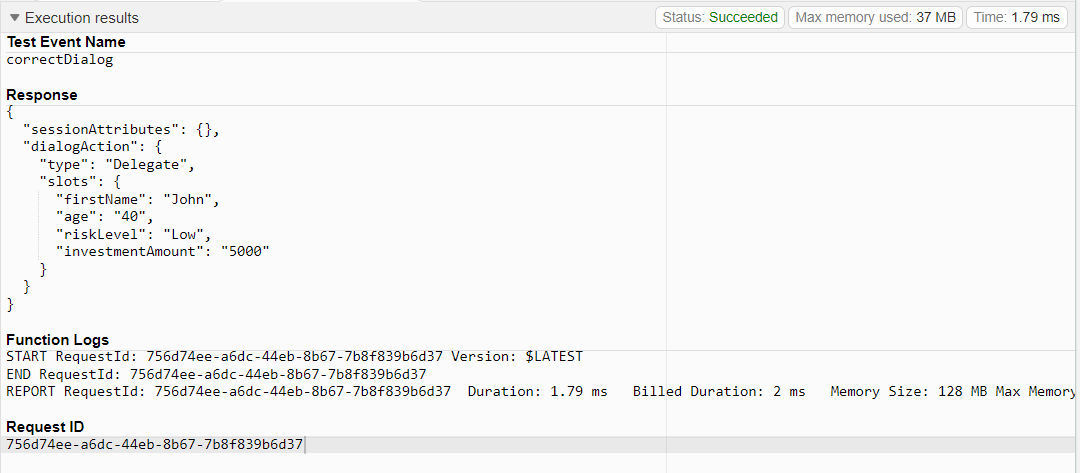 Execution results Status: Succeeded Max memory used: 37 MB Time: 1.79 ms
Test Event Name
correctDialog
Response
{
  "sessionAttributes": {},
  "dialogAction": {
    "type": "Delegate",
    "slots": {
      "firstName": "John",
      "age": "40",
      "riskLevel": "Low",
      "investmentAmount": "5000"
    }
  }
}
Function Logs
START RequestId: 756d74ee-a6dc-44eb-8b67-7b8f839b6d37 Version: $LATEST
END RequestId: 756d74ee-a6dc-44eb-8b67-7b8f839b6d37
REPORT RequestId: 756d74ee-a6dc-44eb-8b67-7b8f839b6d37  Duration: 1.79 ms   Billed Duration: 2 ms   Memory Size: 128 MB Max Memory
Request ID
756d74ee-a6dc-44eb-8b67-7b8f839b6d37